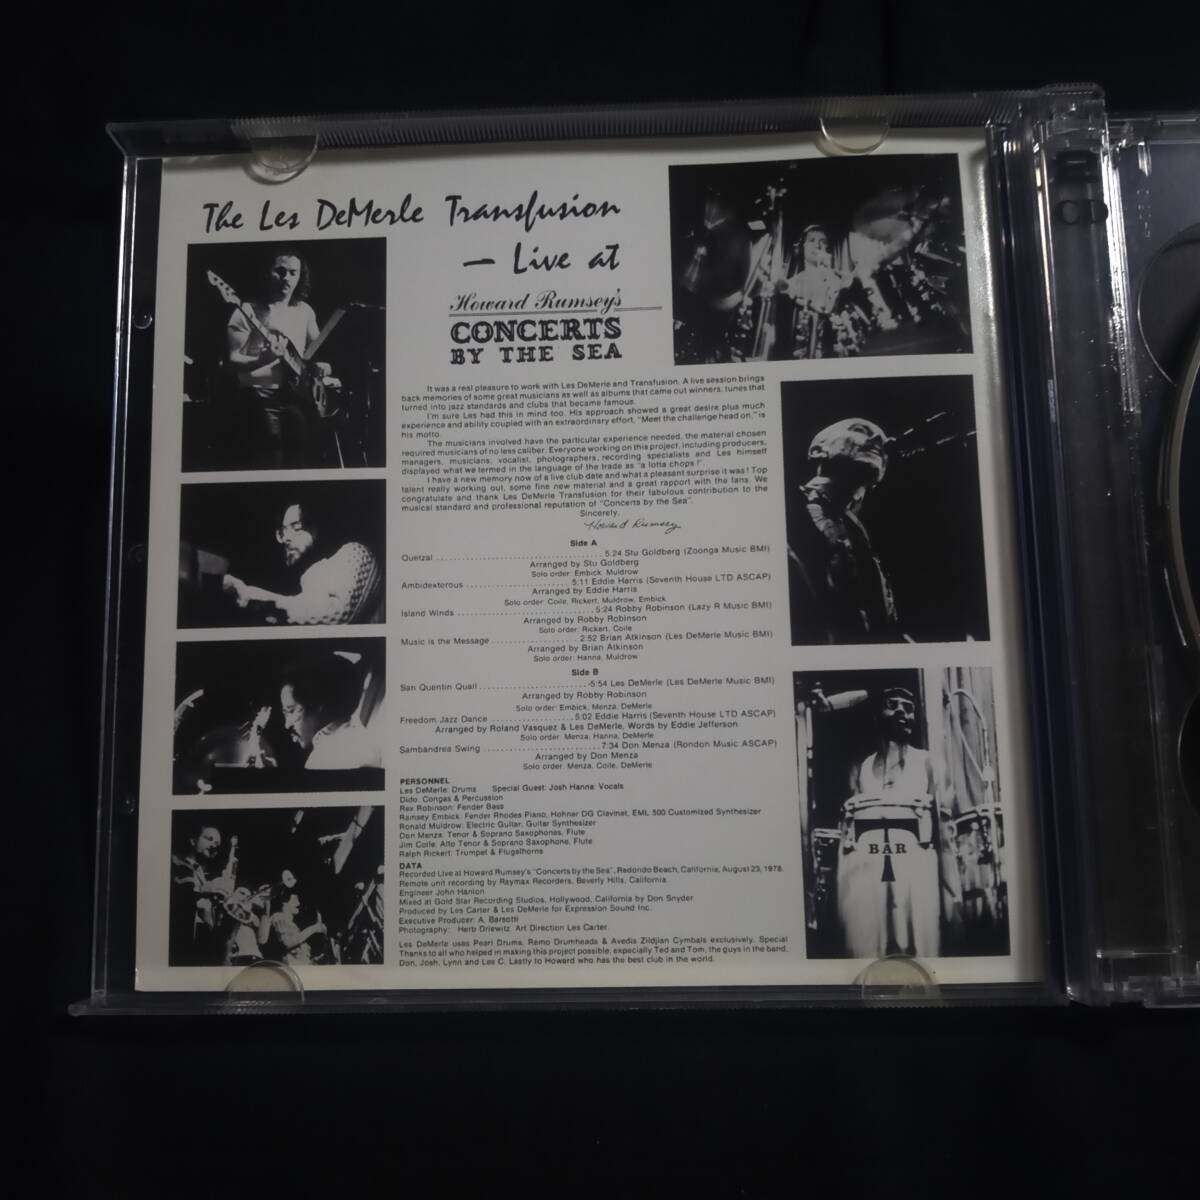 The Les DeMerle Transfusion
— Live at
Howard Rumsey's
CONCERTS
BY THE SEA
It was a real pleasure to work with Les DeMerle and Transfusion. A live session brings
back memories of some great musicians as well as albums that came out winners, tunes that
turned into jazz standards and clubs that became famous.
I'm sure Les had this in mind too. His approach showed a great desire plus much
experience and ability coupled with an extraordinary effort. "Meet the challenge head on," is
his motto.
The musicians involved have the particular experience needed, the material chosen
required musicians of no less caliber. Everyone working on this project, including producers,
managers, musicians, vocalist, photographers, recording specialists and Les himself
displayed what we termed in the language of the trade as "a lotta chops !".
I have a new memory now of a live club date and what a pleasant surprise it was! Top
talent really working out, some fine new material and a great rapport with the fans. We
congratulate and thank Les DeMerle Transfusion for their fabulous contribution to the
musical standard and professional reputation of "Concerts by the Sea".
Sincerely,
Howard Rumsey
Side A
Quetzal ..................................... 5:24 Stu Goldberg (Zoonga Music BMI)
Arranged by Stu Goldberg
Solo order: Embick, Muldrow
Ambidexterous ....................... 5:11 Eddie Harris (Seventh House LTD ASCAP)
Arranged by Eddie Harris
Solo order: Coile, Rickert, Muldrow, Embick
Island Winds .............................. 5:24 Robby Robinson (Lazy R Music BMI)
Arranged by Robby Robinson
Solo order: Rickert, Coile
Music is the Message ................... 2:52 Brian Atkinson (Les DeMerle Music BMI)
Arranged by Brian Atkinson
Solo order: Hanna, Muldrow
Side B
San Quentin Quail ........................ -5:54 Les DeMerle (Les DeMerle Music BMI)
Arranged by Robby Robinson
Solo order: Embick, Menza, DeMerle
Freedom Jazz Dance .................. 5:02 Eddie Harris (Seventh House LTD ASCAP)
Arranged by Roland Vasquez & Les DeMerle, Words by Eddie Jefferson
Solo order: Menza, Hanna, DeMerle
Sambandrea Swing .......................... 7:34 Don Menza (Rondon Music ASCAP)
Arranged by Don Menza
Solo order: Menza, Coile, DeMerle
PERSONNEL
Les DeMerle: Drums Special Guest: Josh Hanna: Vocals
Dido: Congas & Percussion
Rex Robinson: Fender Bass
Ramsey Embick: Fender Rhodes Piano, Hohner DG Clavinet, EML 500 Customized Synthesizer
Ronald Muldrow: Electric Guitar, Guitar Synthesizer
Don Menza: Tenor & Soprano Saxophones, Flute
Jim Coile: Alto Tenor & Soprano Saxophone, Flute
Ralph Rickert: Trumpet & Flugelhorns
DATA
Recorded Live at Howard Rumsey's "Concerts by the Sea", Redondo Beach, California, August 23, 1978.
Remote unit recording by Raymax Recorders, Beverly Hills, California.
Engineer John Hanlon.
Mixed at Gold Star Recording Studios, Hollywood, California by Don Snyder
Produced by Les Carter & Les DeMerle for Expression Sound Inc.
Executive Producer: A. Barsotti
Photography: Herb Driewitz. Art Direction Les Carter.
Les DeMerle uses Pearl Drums, Remo Drumheads & Avedis Zildjian Cymbals exclusively. Special
Thanks to all who helped in making this project possible, expecially Ted and Tom, the guys in the band,
Don, Josh, Lynn and Les C. Lastly to Howard who has the best club in the world.
T
BAR
2
CD